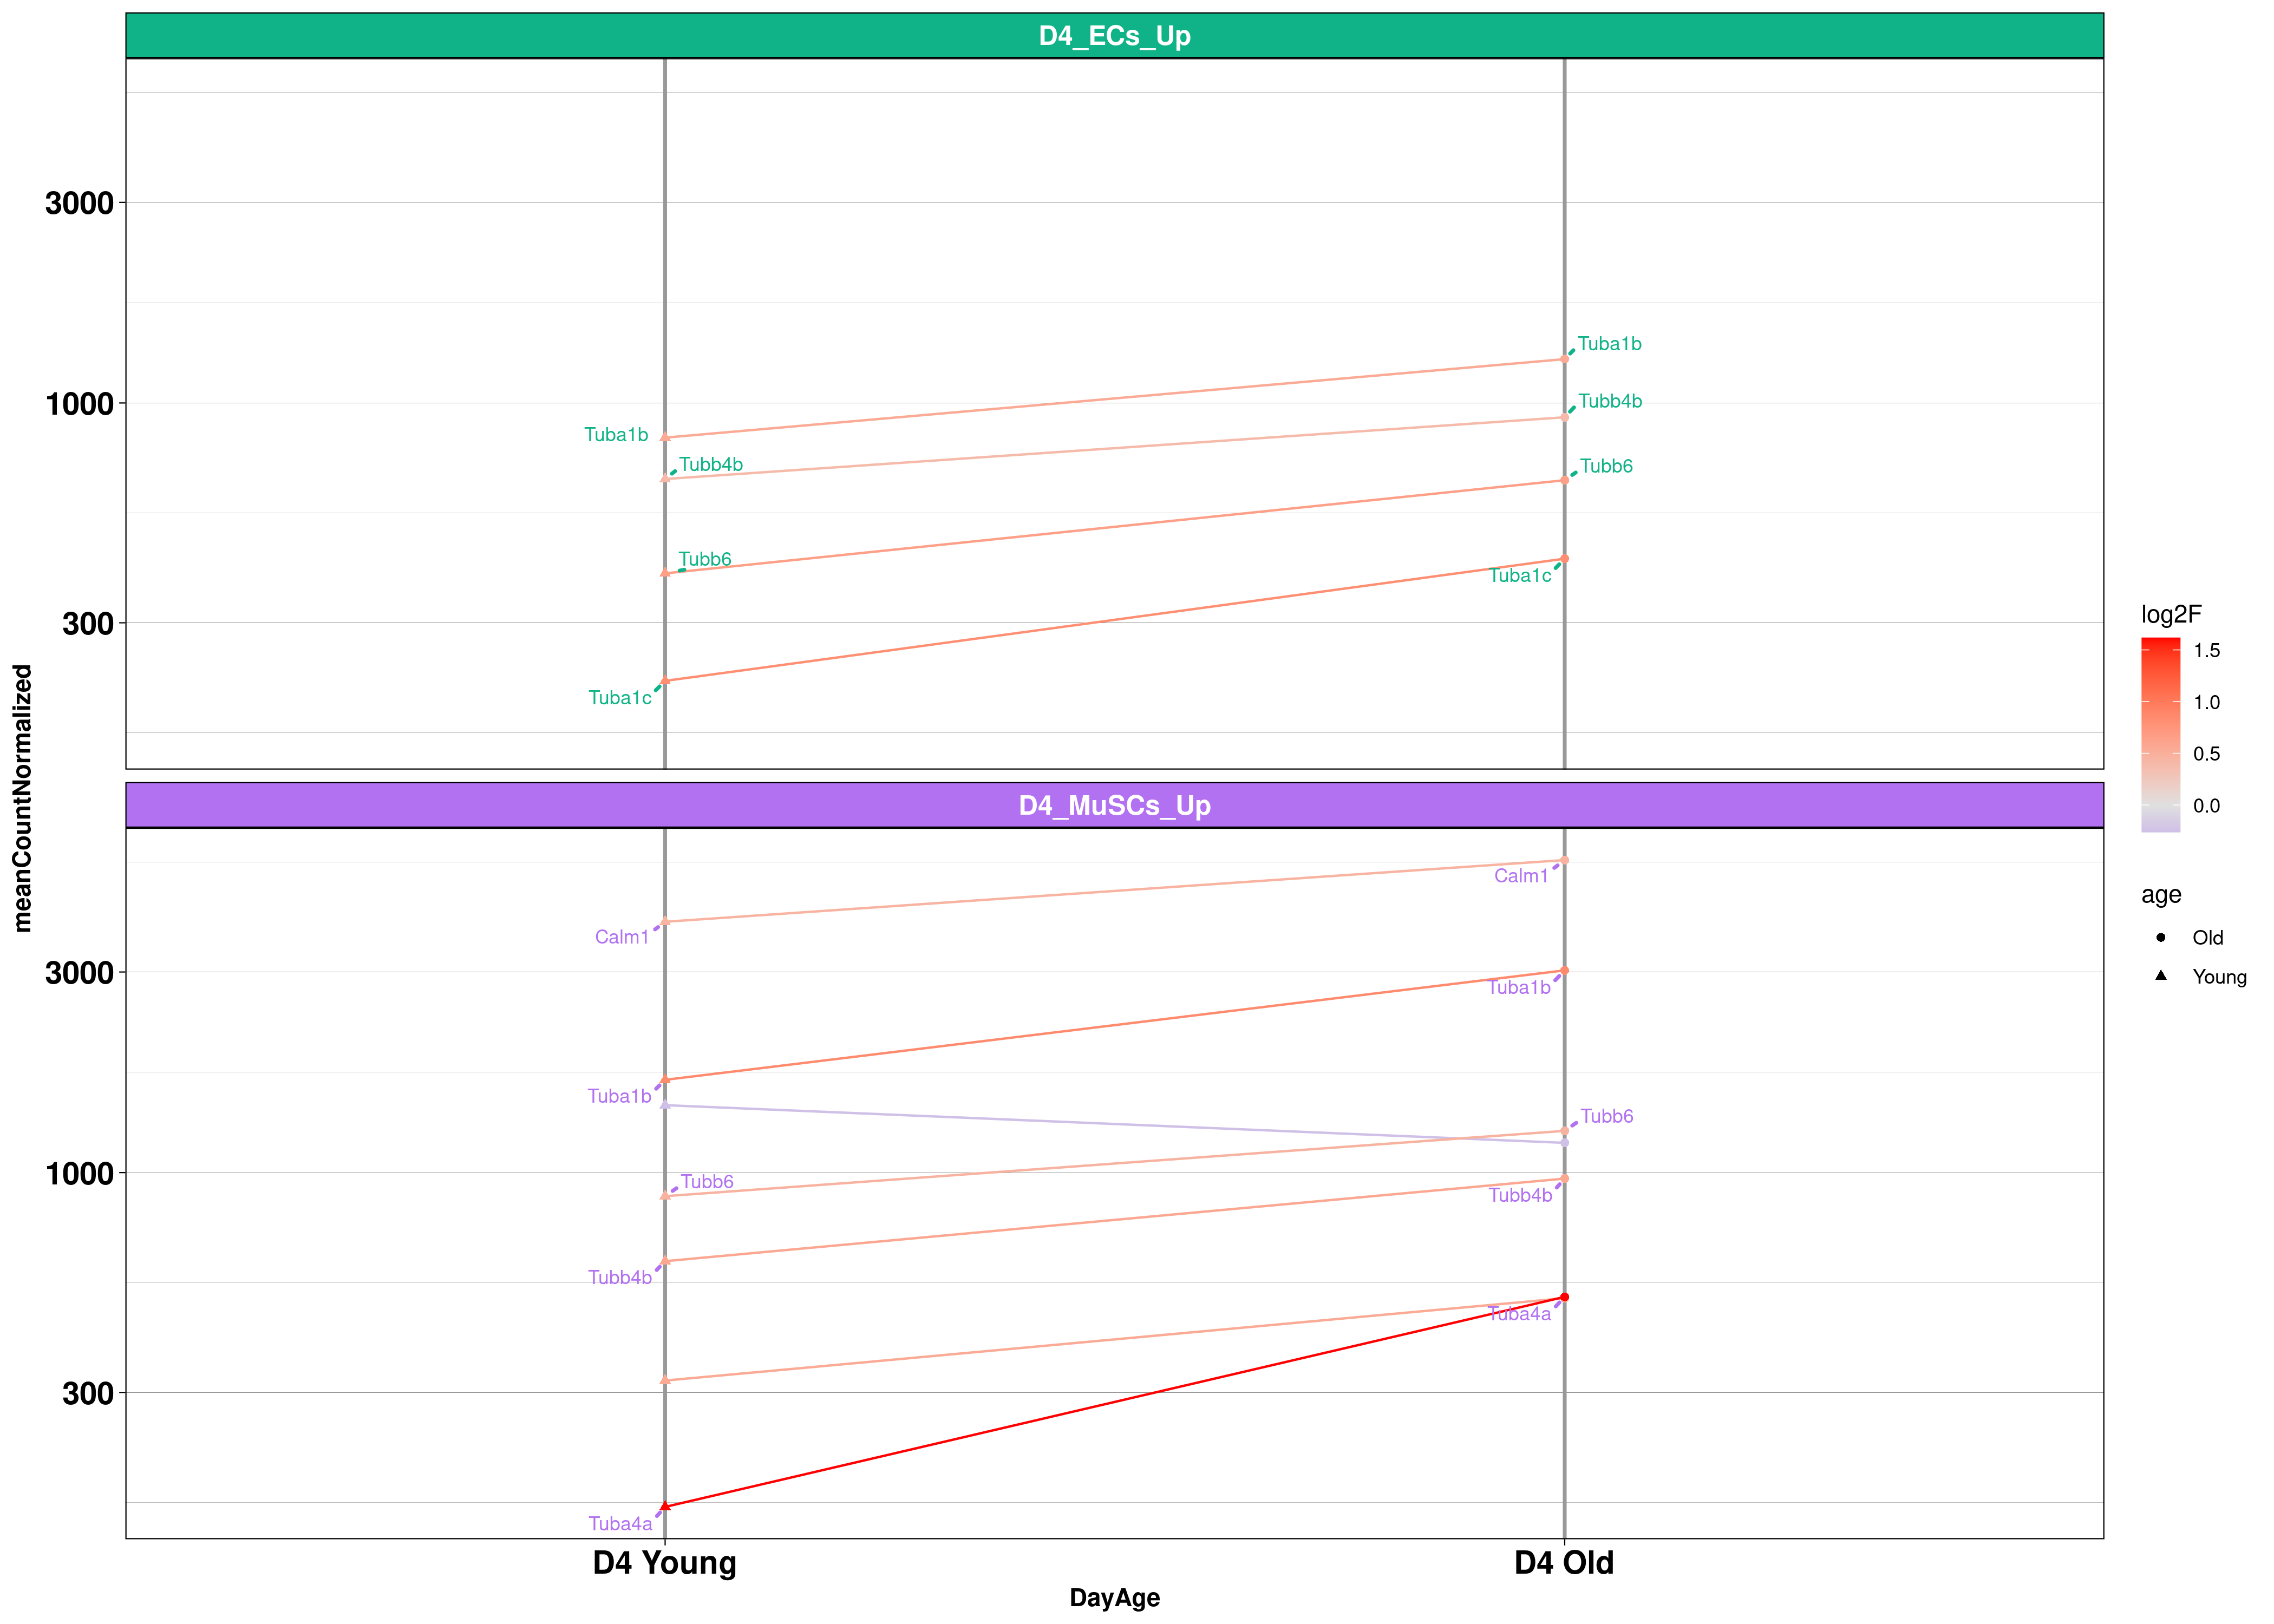 D4_ECs_Up
3000
1000
300
Tuba1b
Tubb4b
Tubb6
Tuba1c
Tuba1b
Tubb4b
Tubb6
Tuba1c
meanCountNormalized
D4_MuSCs_Up
3000
1000
300
Calm1
Tuba1b
Tubb6
Tubb4b
Tuba4a
Calm1
Tuba1b
Tubb6
Tubb4b
Tuba4a
D4 Young
D4 Old
DayAge
log2F
1.5
1.0
0.5
0.0
age
Old
Young